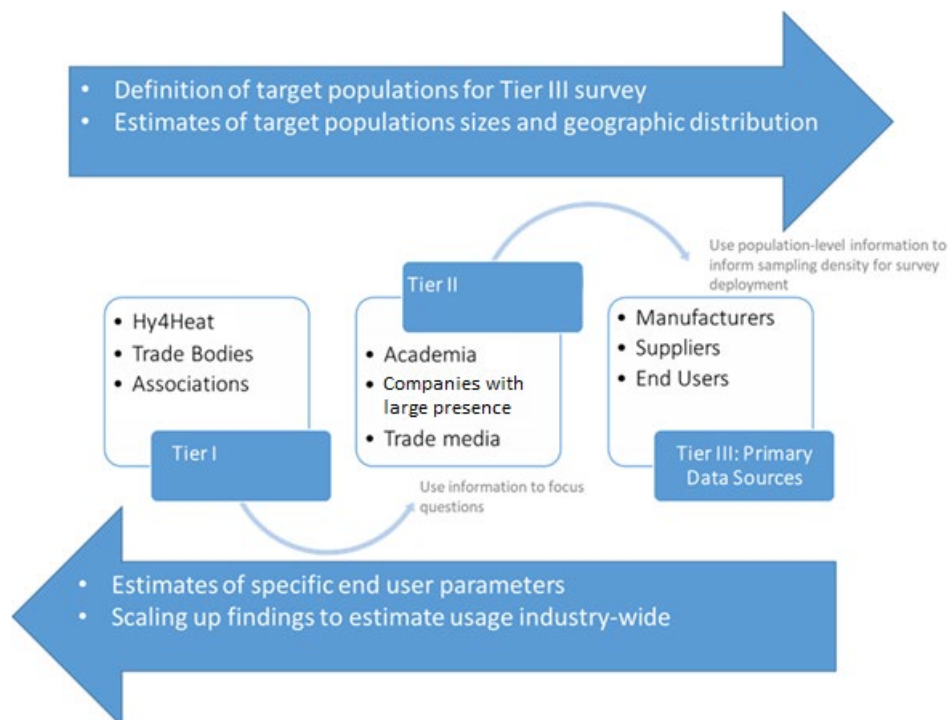 • Definition of target populations for Tier III survey
• Estimates of target populations sizes and geographic distribution
Use population-level information to
inform sampling density for survey
deployment
Tier II
• Hy4Heat
• Trade Bodies
• Associations
Tier I
• Academia
• Companies with
large presence
• Trade media
• Manufacturers
• Suppliers
• End Users
Tier III: Primary
Data Sources
Use information to focus
questions
• Estimates of specific end user parameters
• Scaling up findings to estimate usage industry-wide